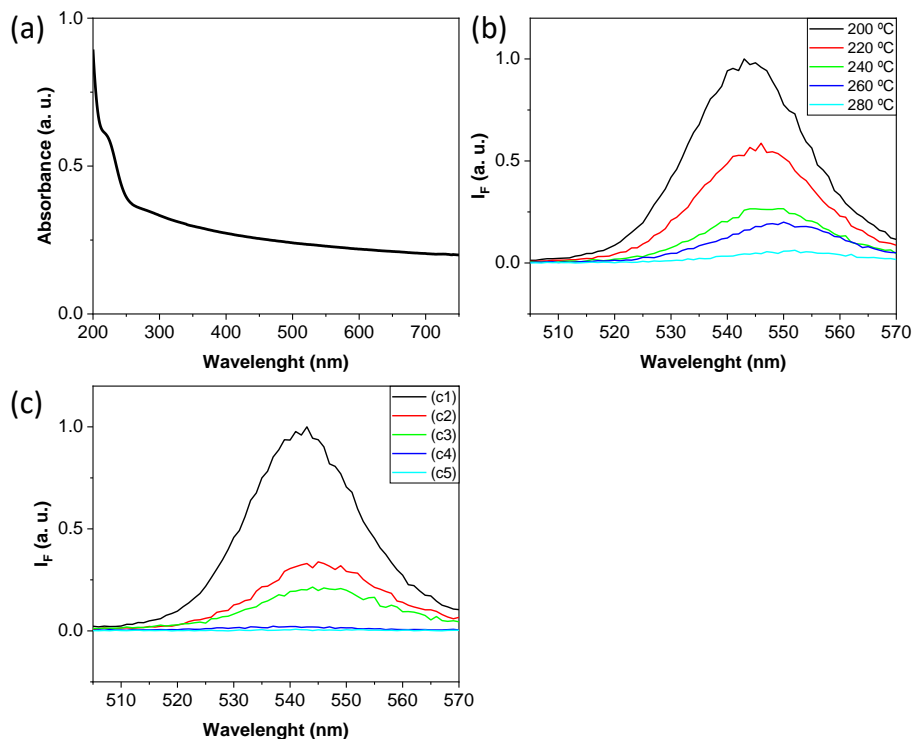 (a)
1.0
0.5
0.0
Absorbance (a. u.)
200 300 400 500 600 700
Wavelenght (nm)
(b)
200 ºC
220 ºC
240 ºC
260 ºC
280 ºC
1.0
0.5
0.0
I_F (a. u.)
510 520 530 540 550 560 570
Wavelenght (nm)
(c)
(c1)
(c2)
(c3)
(c4)
(c5)
1.0
0.5
0.0
I_F (a. u.)
510 520 530 540 550 560 570
Wavelenght (nm)